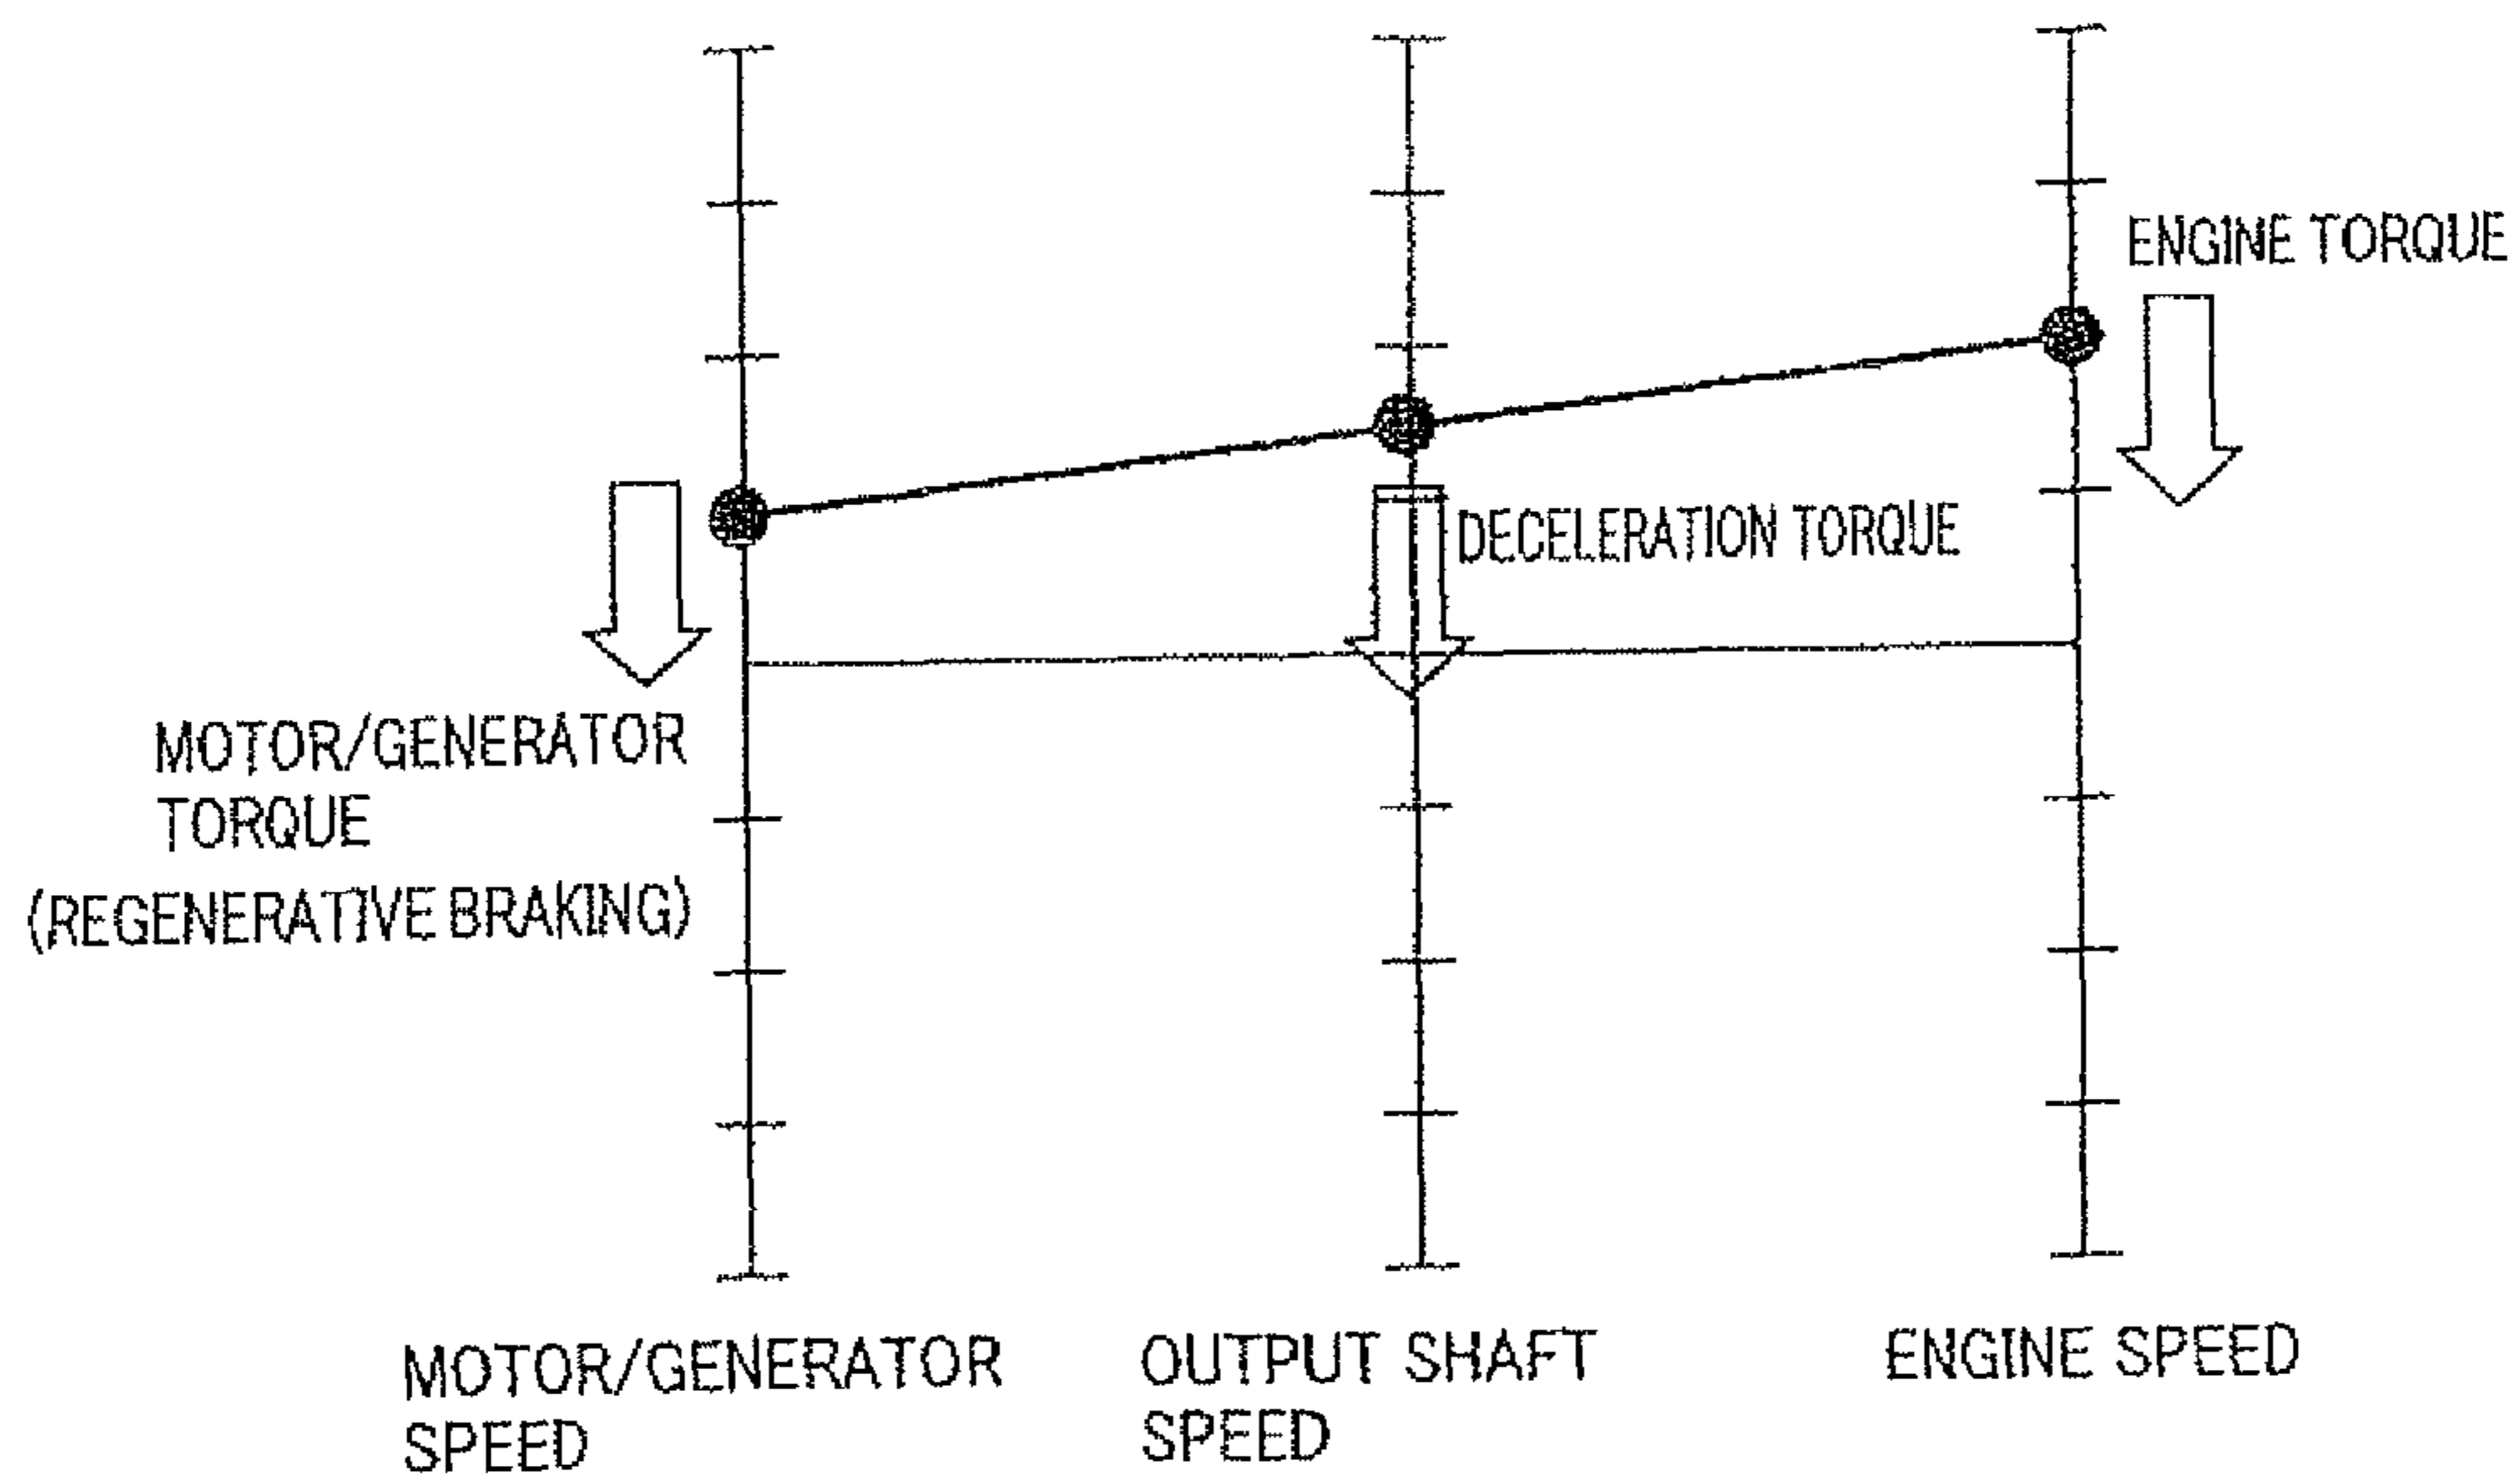 ENGINE TORQUE
DECELERATION TORQUE
MOTOR/GENERATOR
TORQUE
(REGENERATIVE BRAKING)
MOTOR/GENERATOR
SPEED
OUTPUT SHAFT
SPEED
ENGINE SPEED